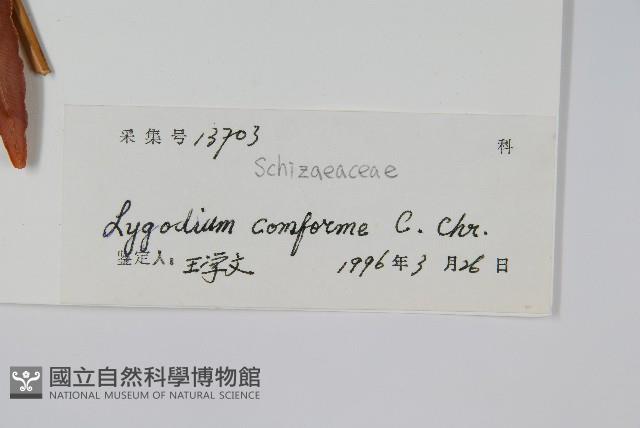 采集号 13703 科
Schizaeaceae
Lygodium comforme C. Chr.
鉴定人: 王学文 1996年3月26日
國立自然科學博物館
NATIONAL MUSEUM OF NATURAL SCIENCE